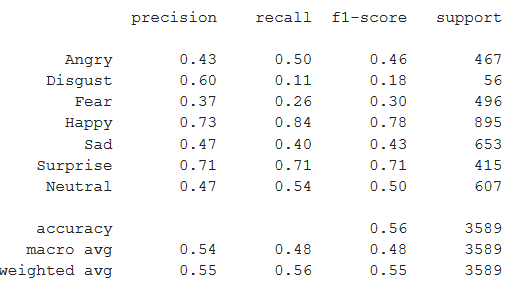 precision recall f1-score support
Angry 0.43 0.50 0.46 467
Disgust 0.60 0.11 0.18 56
Fear 0.37 0.26 0.30 496
Happy 0.73 0.84 0.78 895
Sad 0.47 0.40 0.43 653
Surprise 0.71 0.71 0.71 415
Neutral 0.47 0.54 0.50 607
accuracy 0.56 3589
macro avg 0.54 0.48 0.48 3589
weighted avg 0.55 0.56 0.55 3589